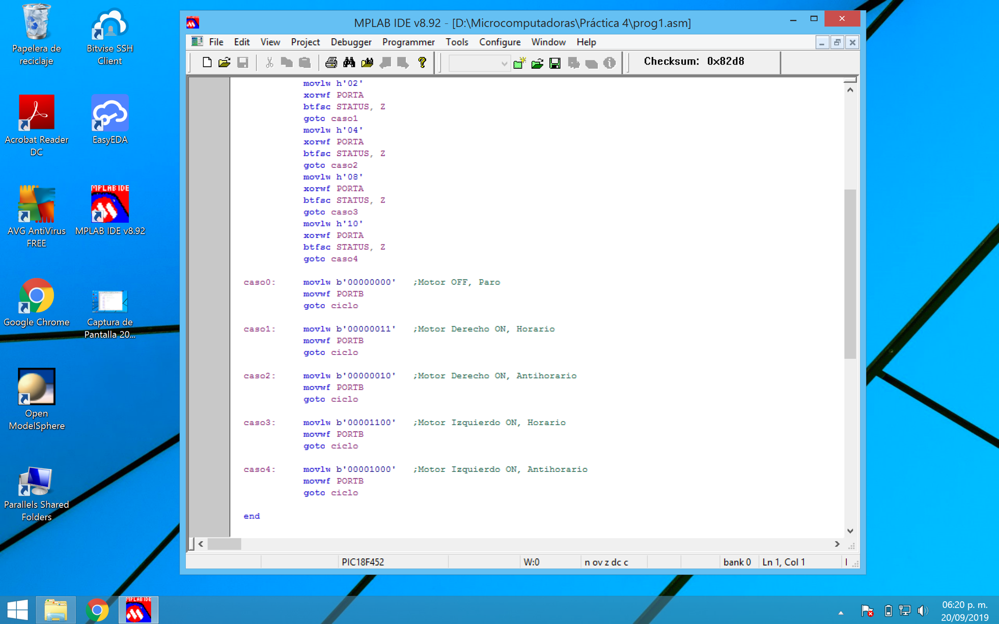 Papelera de
reciclaje
Bitvise SSH
Client
Acrobat Reader
DC
EasyEDA
AVG AntiVirus
FREE
MPLAB IDE
MPLAB IDE v8.92
Google Chrome
Captura de
Pantalla 20...
Open
ModelSphere
Parallels Shared
Folders
MPLAB IDE v8.92 - [D:\Microcomputadoras\Práctica 4\prog1.asm]
File Edit View Project Debugger Programmer Tools Configure Window Help
Checksum: 0x82d8
movlw h'02'
xorwf PORTA
btfsc STATUS, Z
goto caso1
movlw h'04'
xorwf PORTA
btfsc STATUS, Z
goto caso2
movlw h'08'
xorwf PORTA
btfsc STATUS, Z
goto caso3
movlw h'10'
xorwf PORTA
btfsc STATUS, Z
goto caso4
caso0: movlw b'00000000' ;Motor OFF, Paro
movwf PORTB
goto ciclo
caso1: movlw b'00000011' ;Motor Derecho ON, Horario
movwf PORTB
goto ciclo
caso2: movlw b'00000010' ;Motor Derecho ON, Antihorario
movwf PORTB
goto ciclo
caso3: movlw b'00001100' ;Motor Izquierdo ON, Horario
movwf PORTB
goto ciclo
caso4: movlw b'00001000' ;Motor Izquierdo ON, Antihorario
movwf PORTB
goto ciclo
end
PIC18F452 W:0 n ov z dc c bank 0 Ln 1, Col 1
MPLAB IDE
06:20 p. m.
20/09/2019